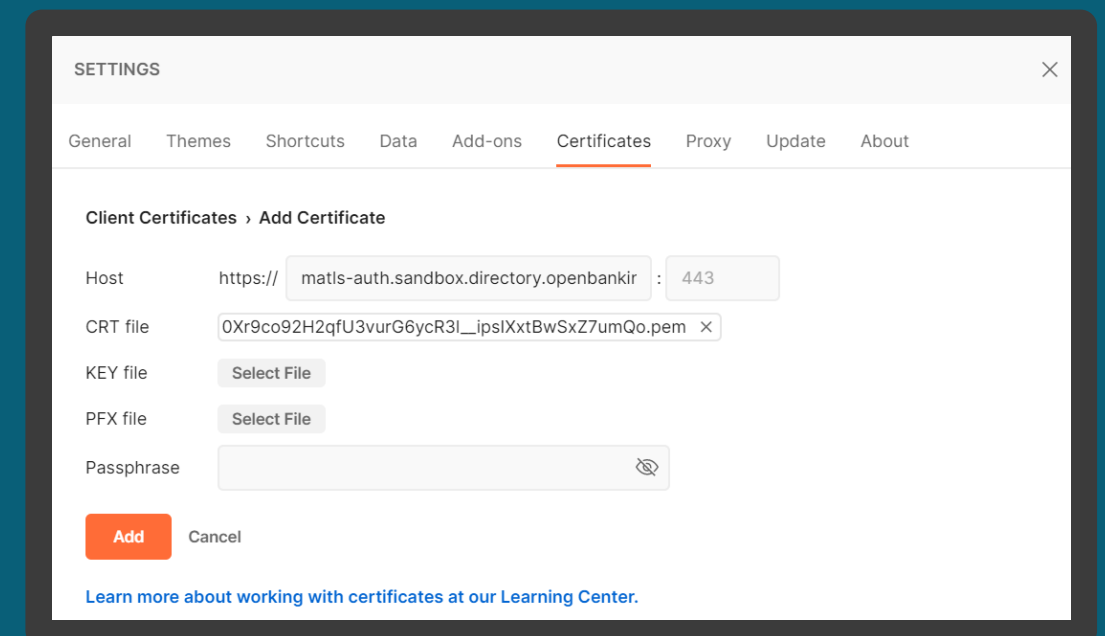 SETTINGS
General Themes Shortcuts Data Add-ons Certificates Proxy Update About
Client Certificates › Add Certificate
Host https:// matls-auth.sandbox.directory.openbankir : 443
CRT file 0Xr9co92H2qfU3vurG6ycR3l__ipsIXxtBwSxZ7umQo.pem
KEY file Select File
PFX file Select File
Passphrase
Add Cancel
Learn more about working with certificates at our Learning Center.